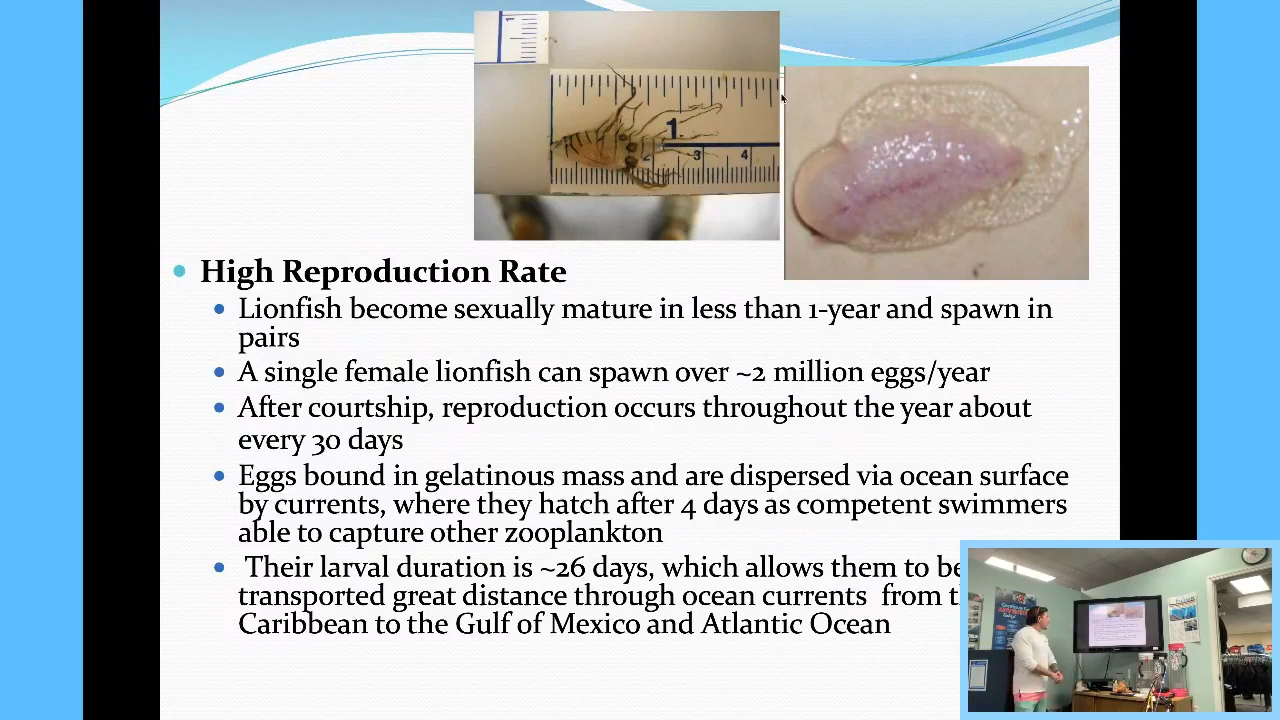 1
1
2 3 4
High Reproduction Rate
Lionfish become sexually mature in less than 1-year and spawn in
pairs
A single female lionfish can spawn over ~2 million eggs/year
After courtship, reproduction occurs throughout the year about
every 30 days
Eggs bound in gelatinous mass and are dispersed via ocean surface
by currents, where they hatch after 4 days as competent swimmers
able to capture other zooplankton
Their larval duration is ~26 days, which allows them to be
transported great distance through ocean currents from
Caribbean to the Gulf of Mexico and Atlantic Ocean